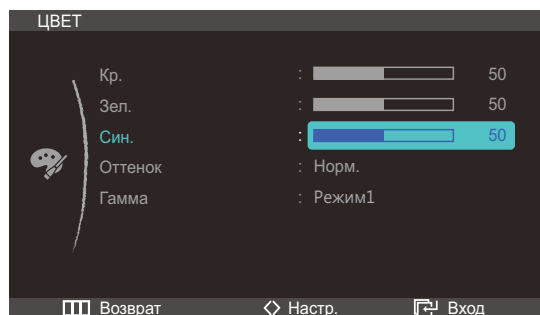 ЦВЕТ
Кр. : 50
Зел. : 50
Син. : 50
Оттенок : Норм.
Гамма : Режим1
Возврат Настр. Вход